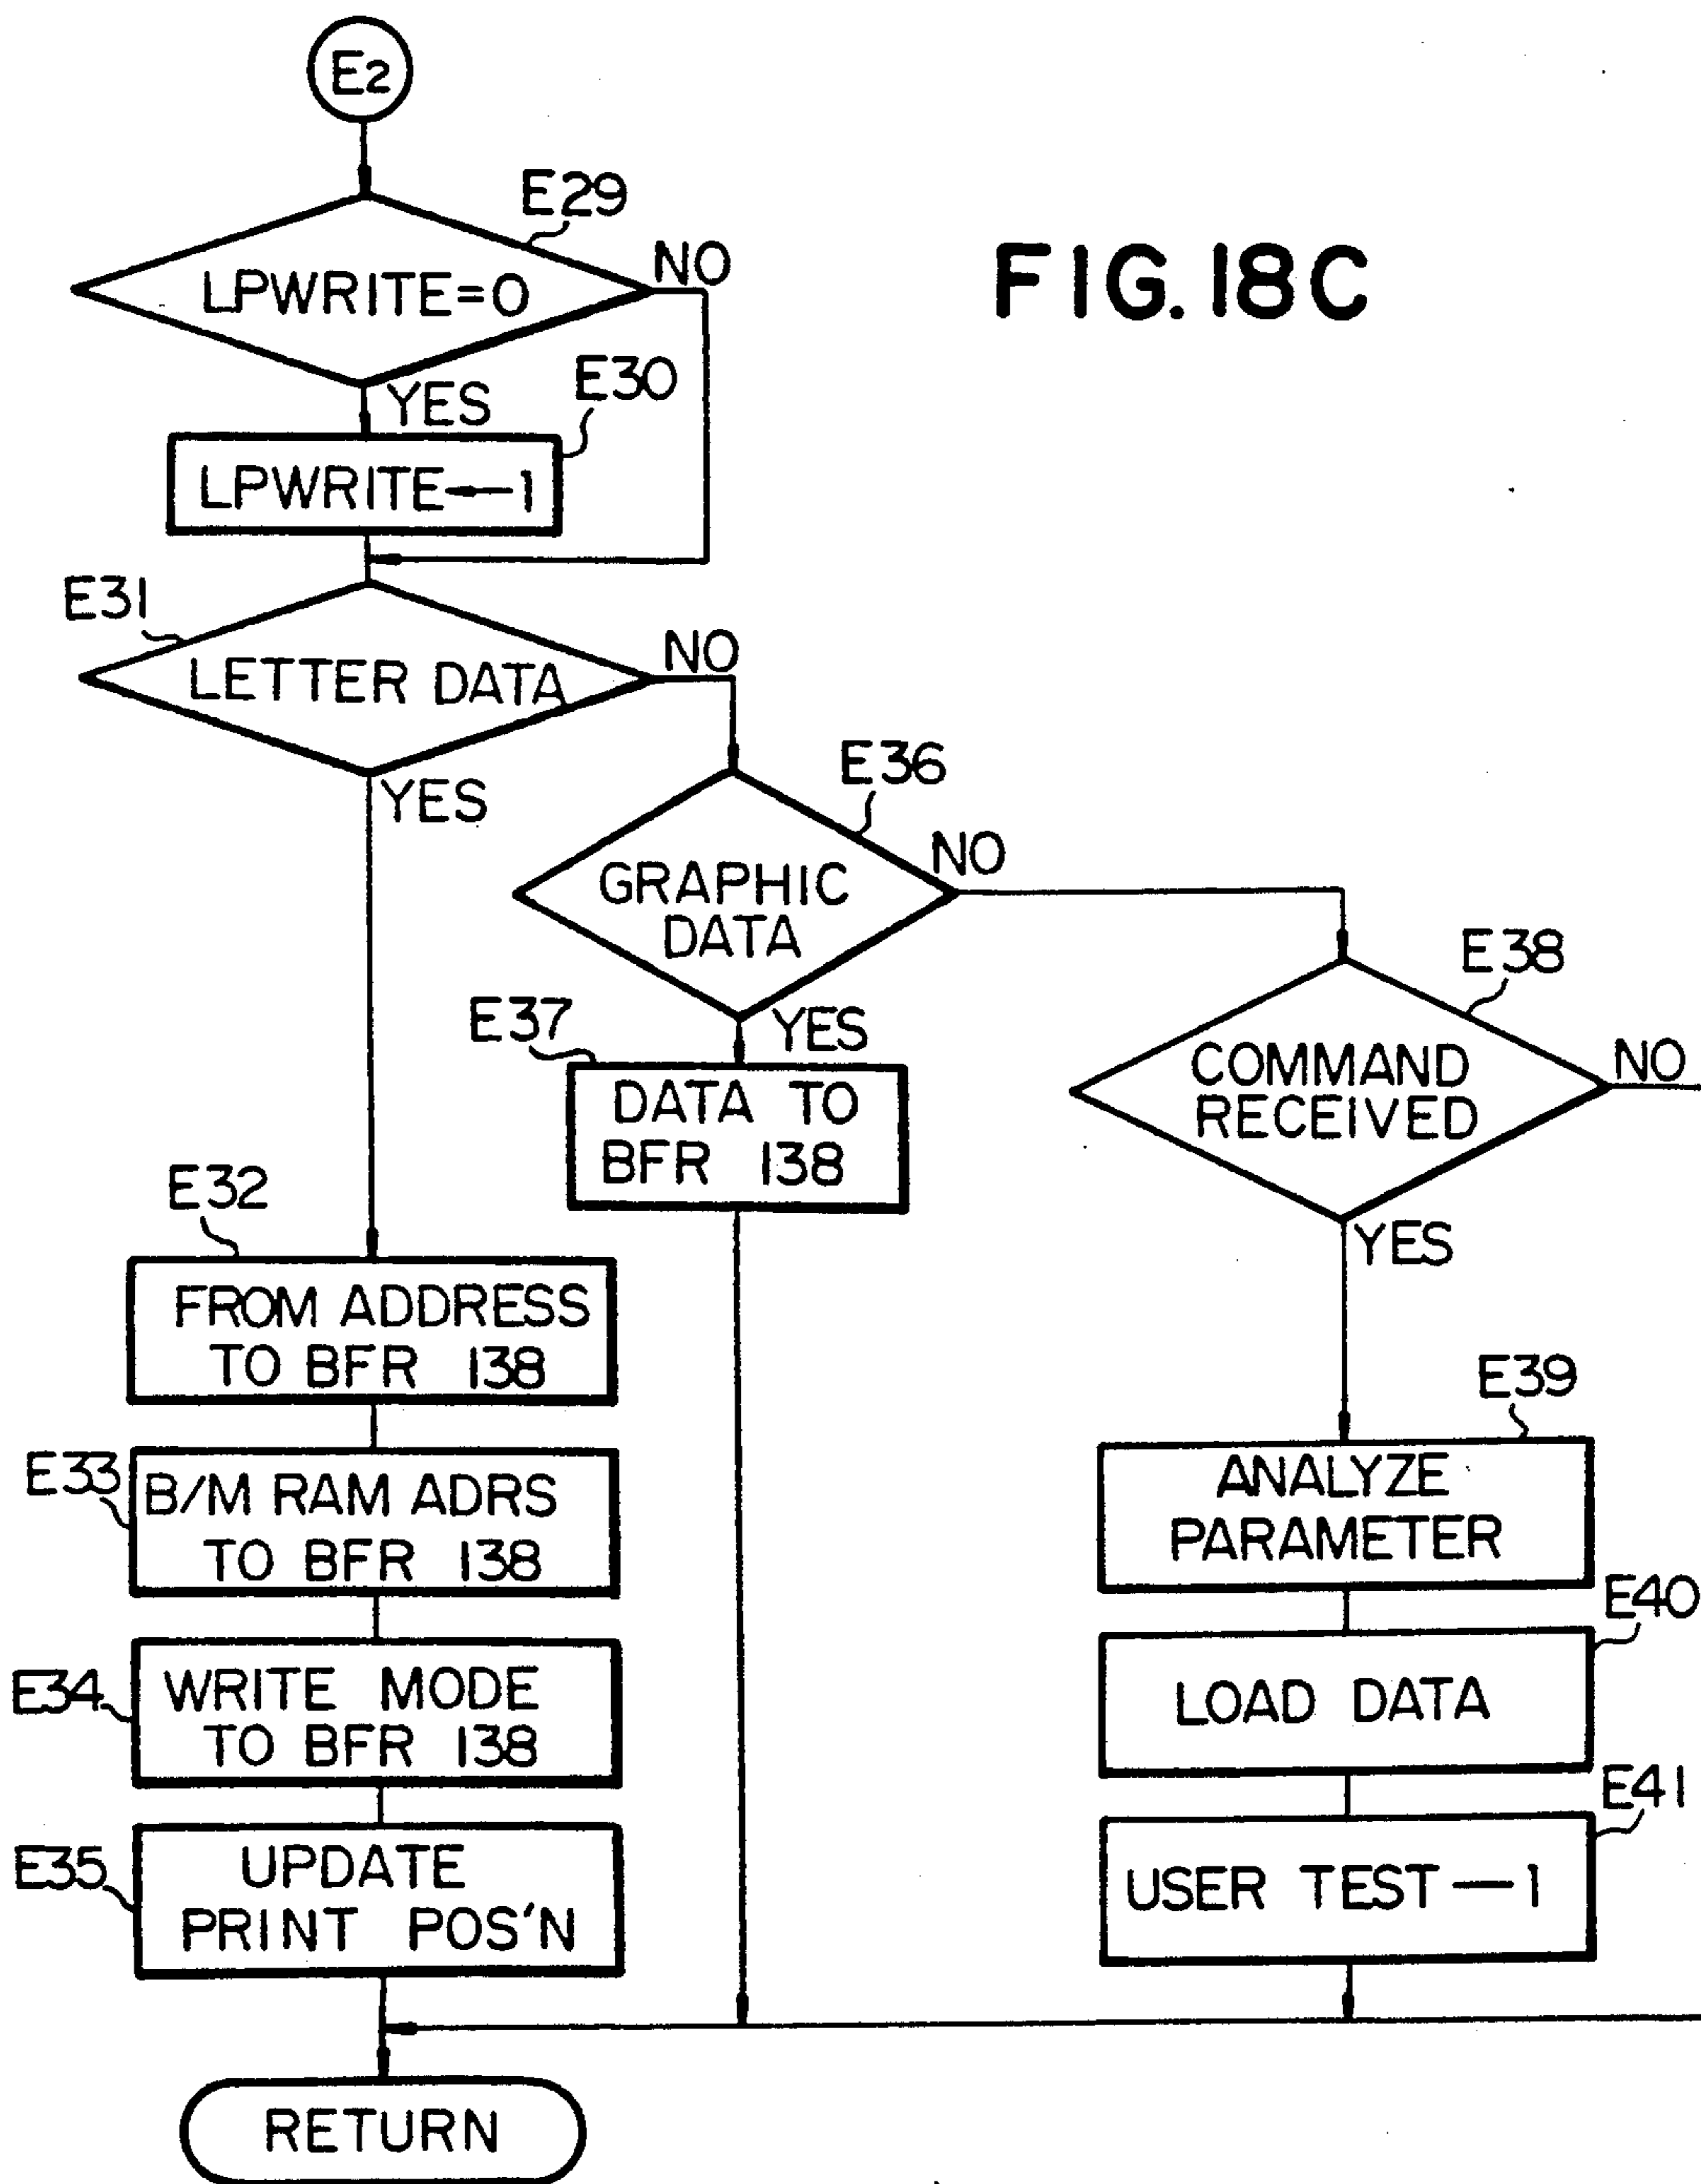 E2
E29
LPWRITE=0
NO
FIG. 18C
YES
E30
LPWRITE←1
E31
LETTER DATA
NO
YES
E36
GRAPHIC
DATA
NO
E37
YES
DATA TO
BFR 138
E38
COMMAND
RECEIVED
NO
YES
E32
FROM ADDRESS
TO BFR 138
E33
B/M RAM ADRS
TO BFR 138
E34
WRITE MODE
TO BFR 138
E35
UPDATE
PRINT POS'N
E39
ANALYZE
PARAMETER
E40
LOAD DATA
E41
USER TEST—1
RETURN